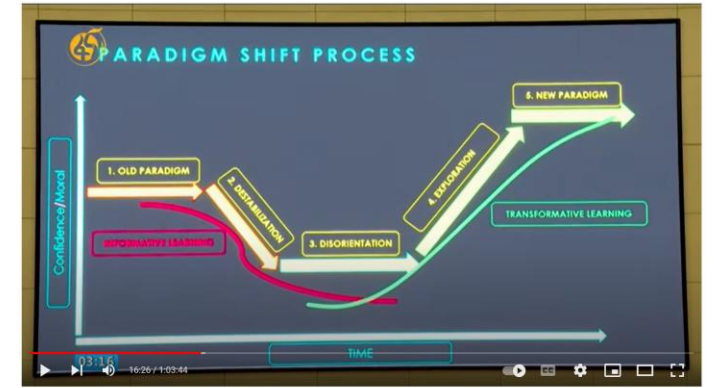 PARADIGM SHIFT PROCESS
5. NEW PARADIGM
1. OLD PARADIGM
2. DESTABILIZATION
4. EXPLORATION
Confidence/Moral
TRANSFORMATIVE LEARNING
INFORMATIVE LEARNING
3. DISORIENTATION
TIME
03:16
16:26 / 1:03:44
CC